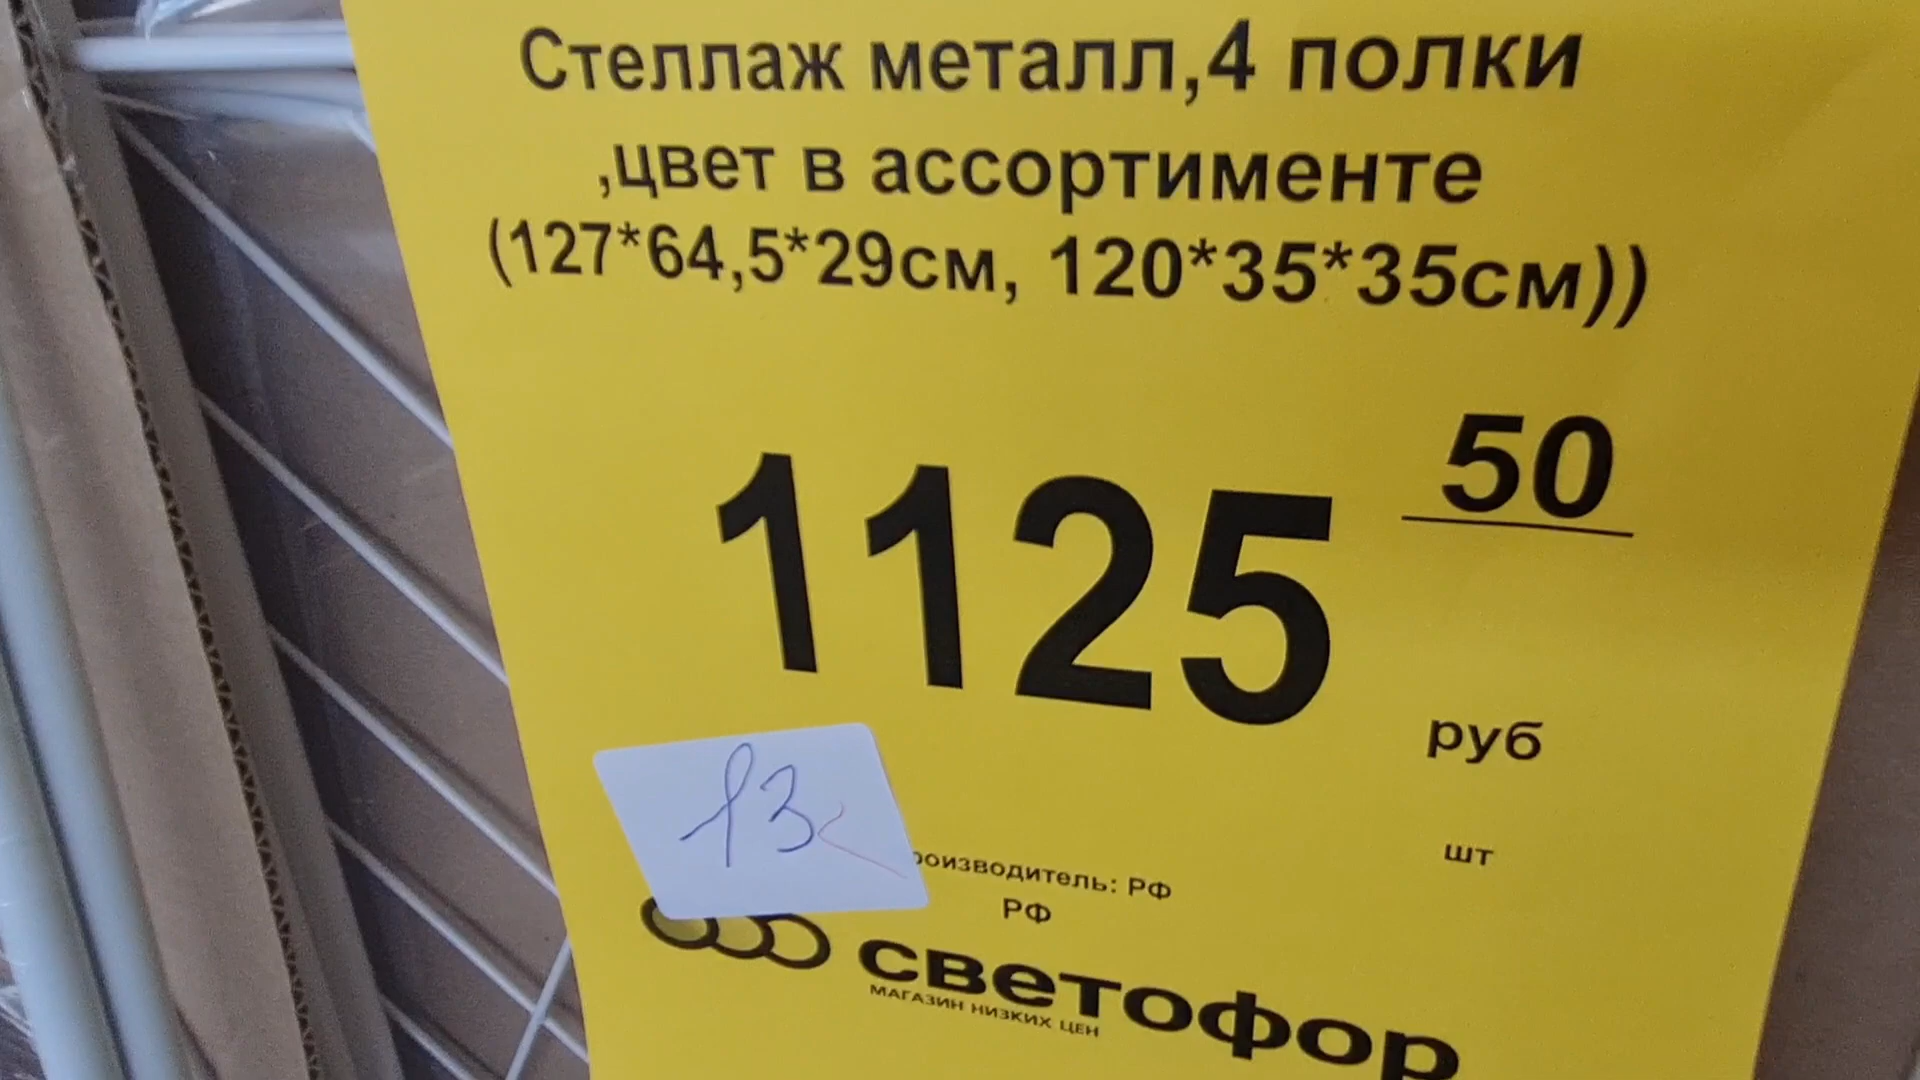 Стеллаж металл,4 полки
,цвет в ассортименте
(127*64,5*29см, 120*35*35см))
1125 50
руб
шт
13
роизводитель: РФ
РФ
светофор
МАГАЗИН НИЗКИХ ЦЕН